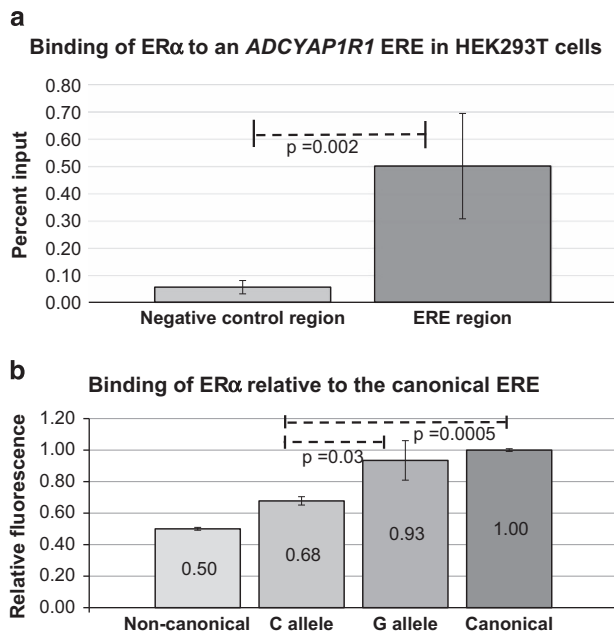 a
Binding of ERα to an ADCYAP1R1 ERE in HEK293T cells
Percent input
0.80
0.70
0.60
0.50
0.40
0.30
0.20
0.10
0.00
p =0.002
Negative control region
ERE region
b
Binding of ERα relative to the canonical ERE
Relative fluorescence
1.20
1.00
0.80
0.60
0.40
0.20
0.00
p =0.0005
p =0.03
0.50
0.68
0.93
1.00
Non-canonical
C allele
G allele
Canonical